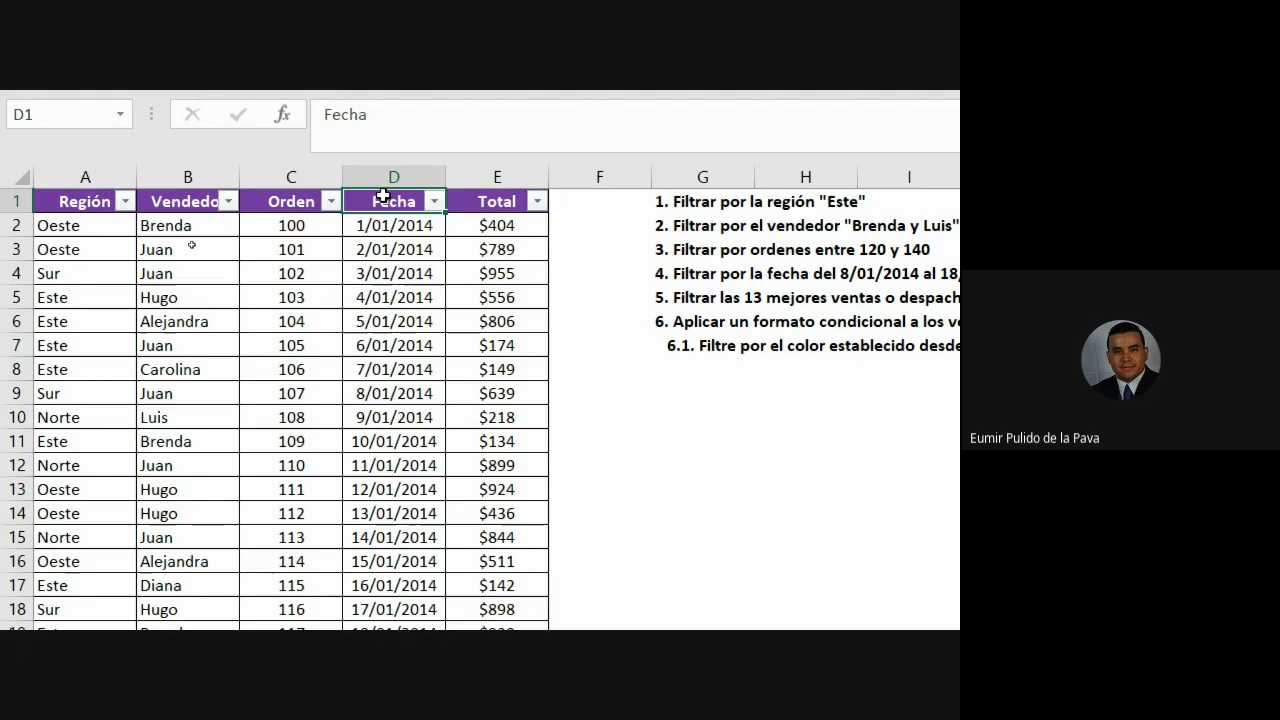 D1 fx Fecha
A B C D E F G H I
1 Región Vendedo Orden Fecha Total 1. Filtrar por la región "Este"
2 Oeste Brenda 100 1/01/2014 $404 2. Filtrar por el vendedor "Brenda y Luis"
3 Oeste Juan 101 2/01/2014 $789 3. Filtrar por ordenes entre 120 y 140
4 Sur Juan 102 3/01/2014 $955 4. Filtrar por la fecha del 8/01/2014 al 18,
5 Este Hugo 103 4/01/2014 $556 5. Filtrar las 13 mejores ventas o despach
6 Este Alejandra 104 5/01/2014 $806 6. Aplicar un formato condicional a los ve
7 Este Juan 105 6/01/2014 $174 6.1. Filtre por el color establecido desde
8 Este Carolina 106 7/01/2014 $149
9 Sur Juan 107 8/01/2014 $639
10 Norte Luis 108 9/01/2014 $218
11 Este Brenda 109 10/01/2014 $134
12 Norte Juan 110 11/01/2014 $899
13 Oeste Hugo 111 12/01/2014 $924
14 Oeste Hugo 112 13/01/2014 $436
15 Norte Juan 113 14/01/2014 $844
16 Oeste Alejandra 114 15/01/2014 $511
17 Este Diana 115 16/01/2014 $142
18 Sur Hugo 116 17/01/2014 $898
Eumir Pulido de la Pava